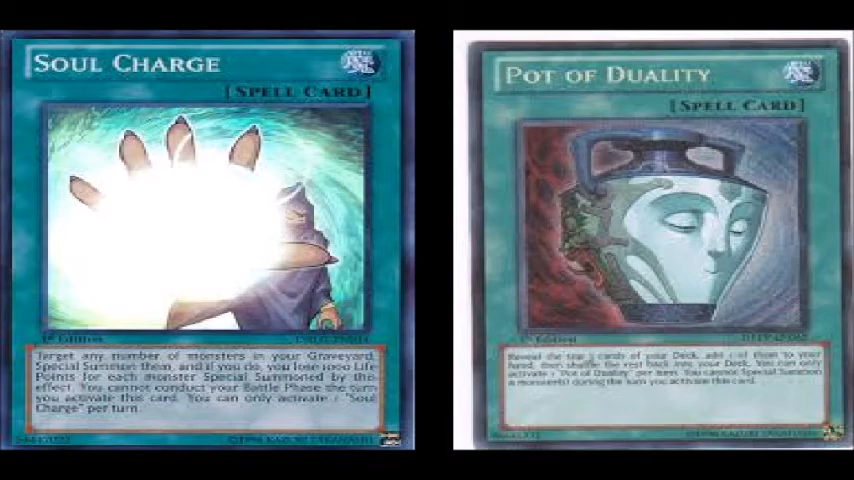 SOUL CHARGE
[SPELL CARD]
1st Edition
Target any number of monsters in your Graveyard,
Special Summon them, and if you do, you lose 1000 Life
Points for each monster Special Summoned by this
effect. You cannot conduct your Battle Phase the turn
you activate this card. You can only activate 1 "Soul
Charge" per turn.
POT OF DUALITY
[SPELL CARD]
1st Edition
Reveal the top 3 cards of your Deck, add 1 of them to your
hand, then shuffle the rest back into your Deck. You can only
activate 1 "Pot of Duality" per turn. You cannot Special Summon
a monster(s) during the turn you activate this card.